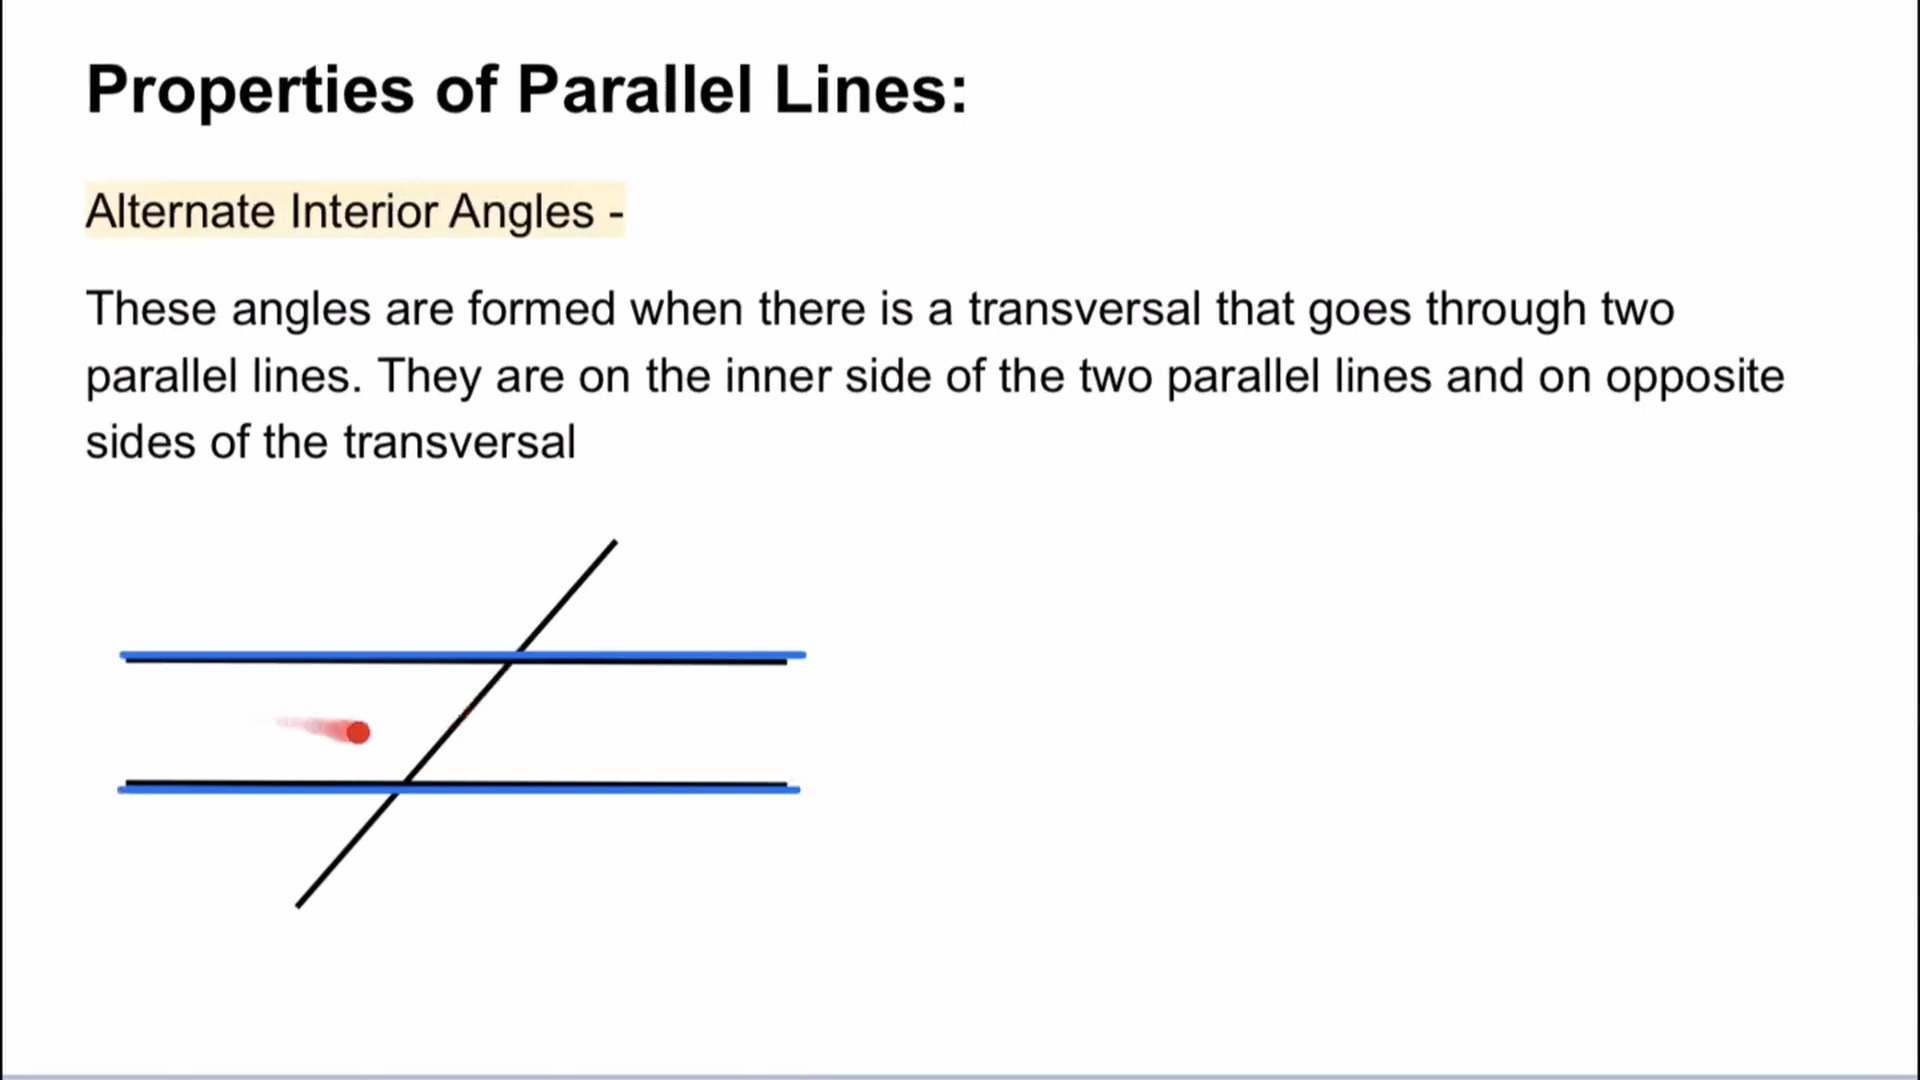 Properties of Parallel Lines:
Alternate Interior Angles -
These angles are formed when there is a transversal that goes through two
parallel lines. They are on the inner side of the two parallel lines and on opposite
sides of the transversal